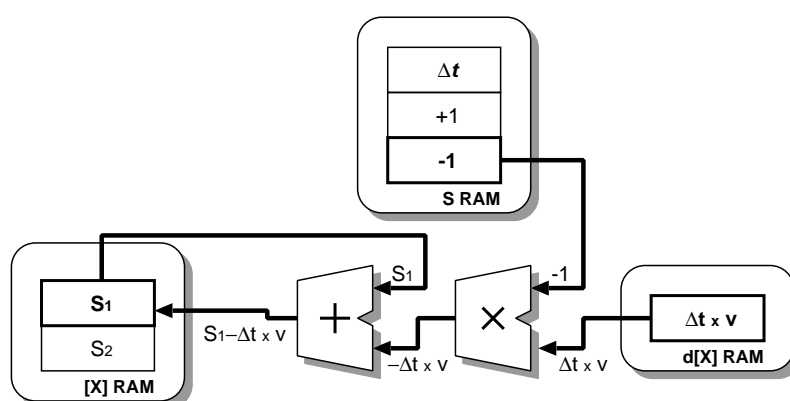 Δt
+1
-1
S RAM
S1
-1
S1
S2
[X] RAM
S1–Δt x v
+
–Δt x v
×
Δt x v
Δt x v
d[X] RAM